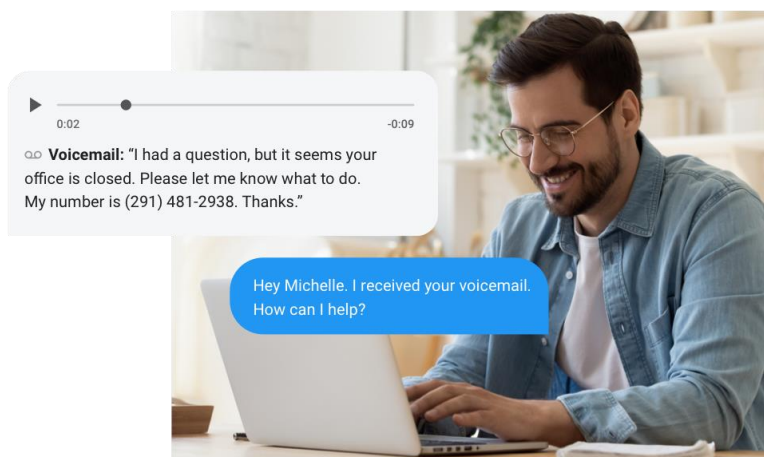 0:02
-0:09
Voicemail: “I had a question, but it seems your
office is closed. Please let me know what to do.
My number is (291) 481-2938. Thanks.”
Hey Michelle. I received your voicemail.
How can I help?